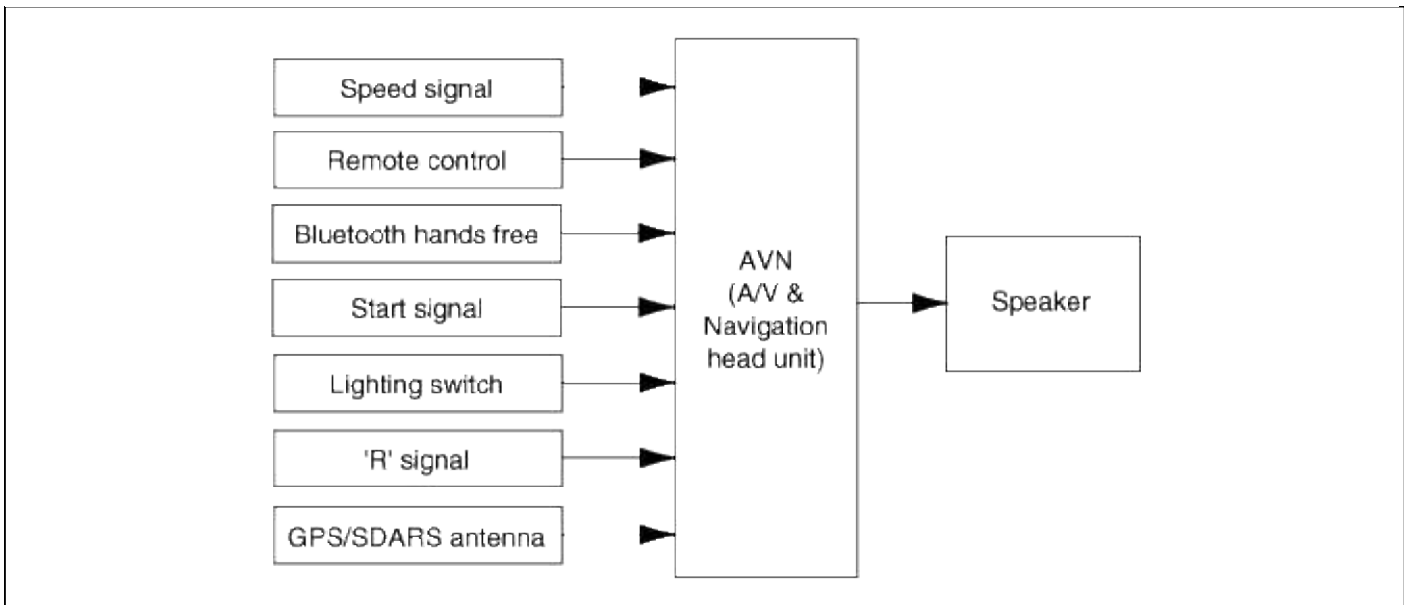 Speed signal
Remote control
Bluetooth hands free
Start signal
Lighting switch
'R' signal
GPS/SDARS antenna
AVN
(A/V &
Navigation
head unit)
Speaker